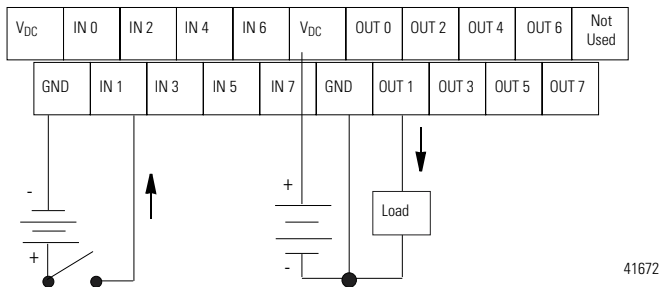 VDC IN 0 IN 2 IN 4 IN 6 VDC OUT 0 OUT 2 OUT 4 OUT 6 Not Used
GND IN 1 IN 3 IN 5 IN 7 GND OUT 1 OUT 3 OUT 5 OUT 7
- +
+ -
Load
41672